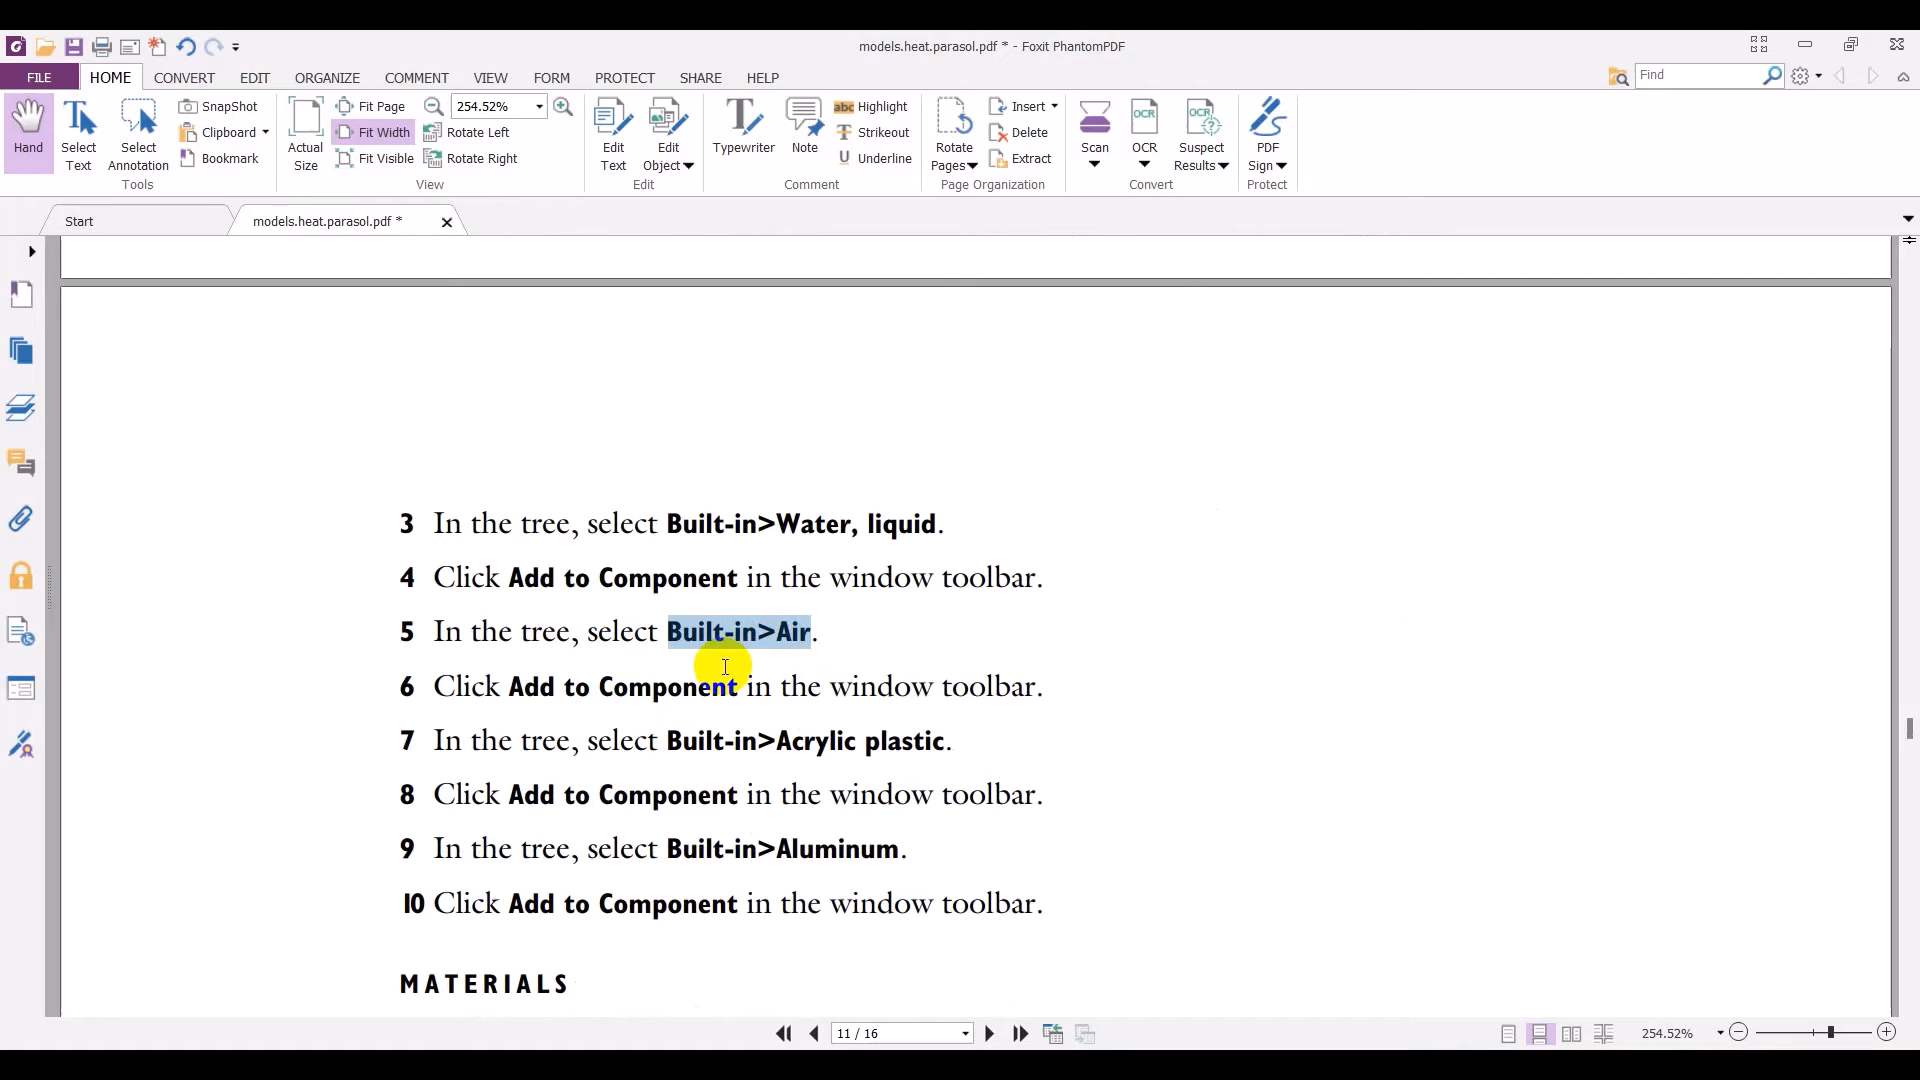 models.heat.parasol.pdf * - Foxit PhantomPDF
FILE HOME CONVERT EDIT ORGANIZE COMMENT VIEW FORM PROTECT SHARE HELP Find
Hand
Select Text
Select Annotation
SnapShot
Clipboard
Bookmark
Tools
Actual Size
Fit Page
Fit Width
Fit Visible
254.52%
Rotate Left
Rotate Right
View
Edit Text
Edit Object
Edit
Typewriter
Note
Highlight
Strikeout
Underline
Comment
Rotate Pages
Insert
Delete
Extract
Page Organization
Scan
OCR
OCR
Suspect Results
Convert
PDF Sign
Protect
Start models.heat.parasol.pdf *
3 In the tree, select Built-in>Water, liquid.
4 Click Add to Component in the window toolbar.
5 In the tree, select Built-in>Air.
6 Click Add to Component in the window toolbar.
7 In the tree, select Built-in>Acrylic plastic.
8 Click Add to Component in the window toolbar.
9 In the tree, select Built-in>Aluminum.
10 Click Add to Component in the window toolbar.
MATERIALS
11 / 16 254.52%